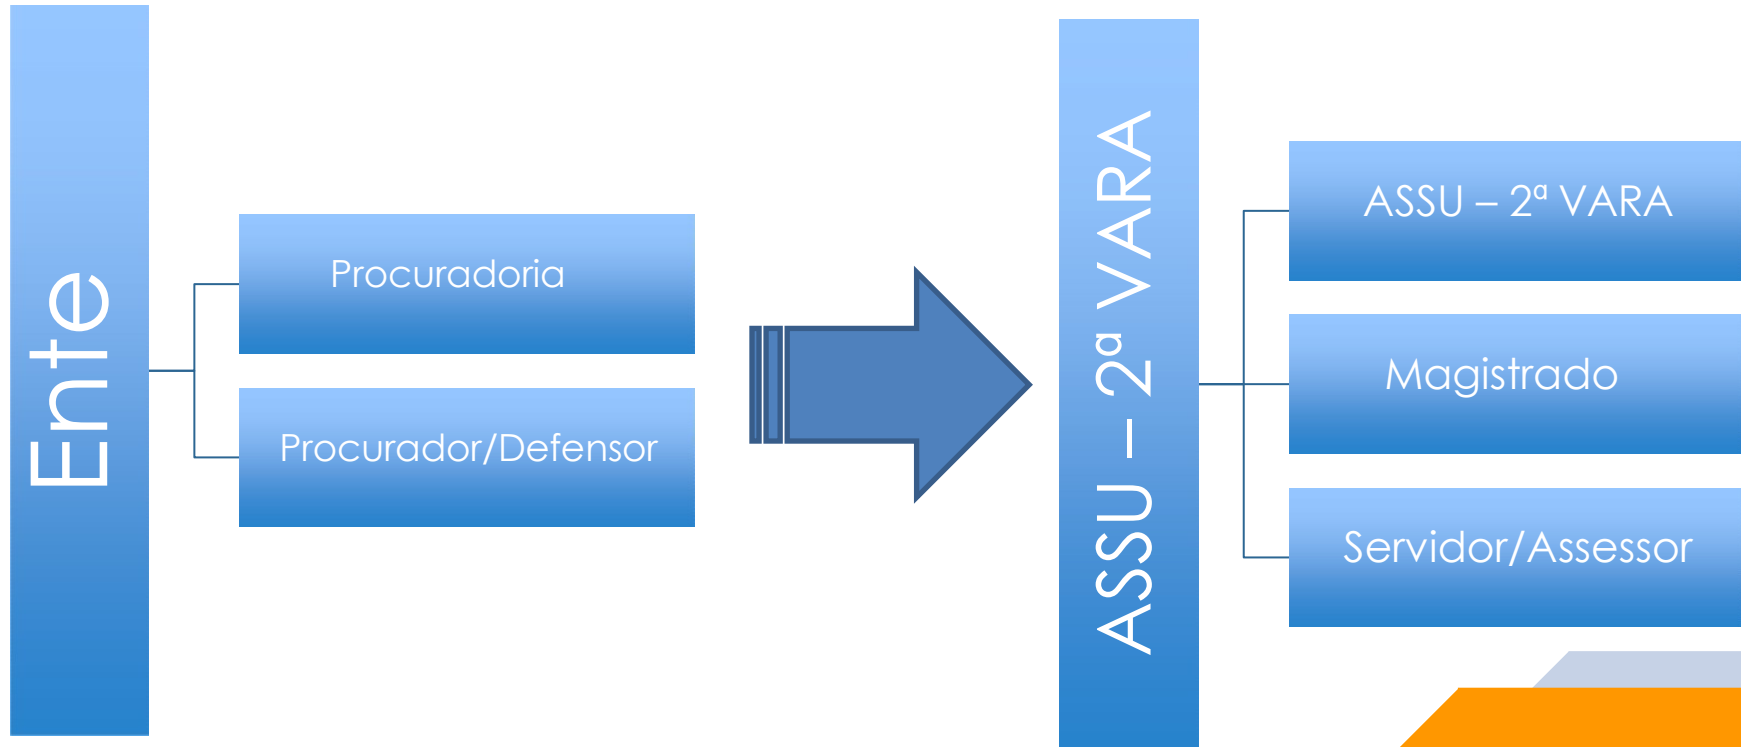 Ente
Procuradoria
Procurador/Defensor
ASSU – 2ª VARA
ASSU – 2ª VARA
Magistrado
Servidor/Assessor